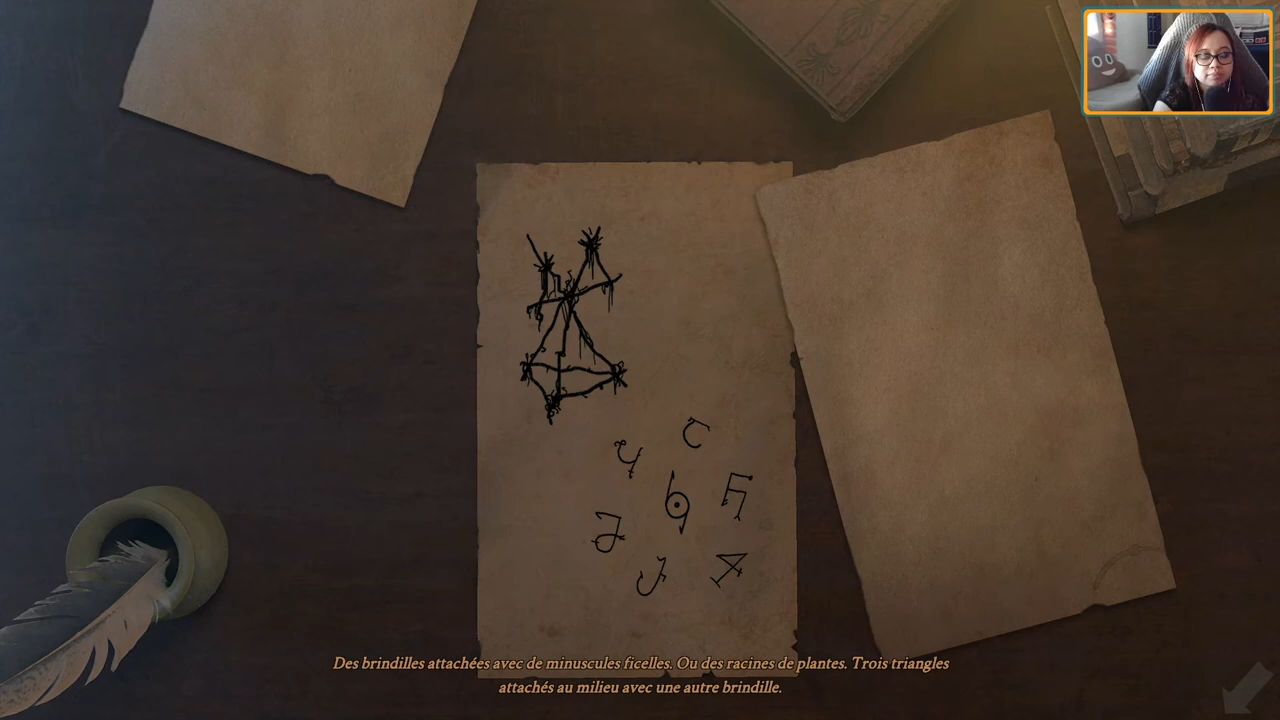 Des brindilles attachées avec de minuscules ficelles. Ou des racines de plantes. Trois triangles
attachés au milieu avec une autre brindille.